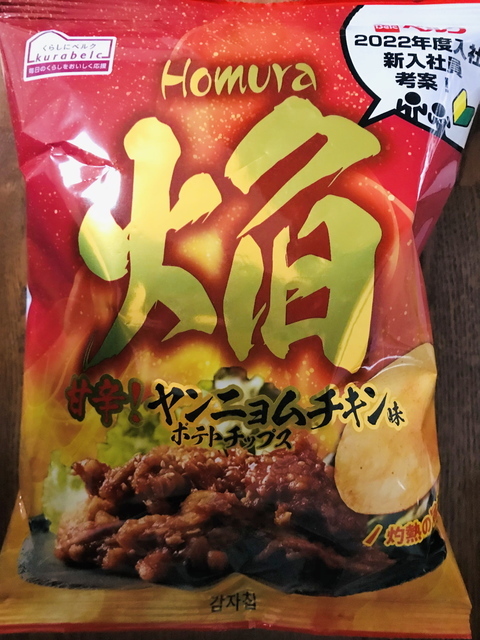 くらしにベルク
kurabelc
毎日のくらしをおいしく応援
ベルク
2022年度入社
新入社員
考案
Homura
焔
甘辛!ヤンニョムチキン味
ポテトチップス
灼熱の
감자칩